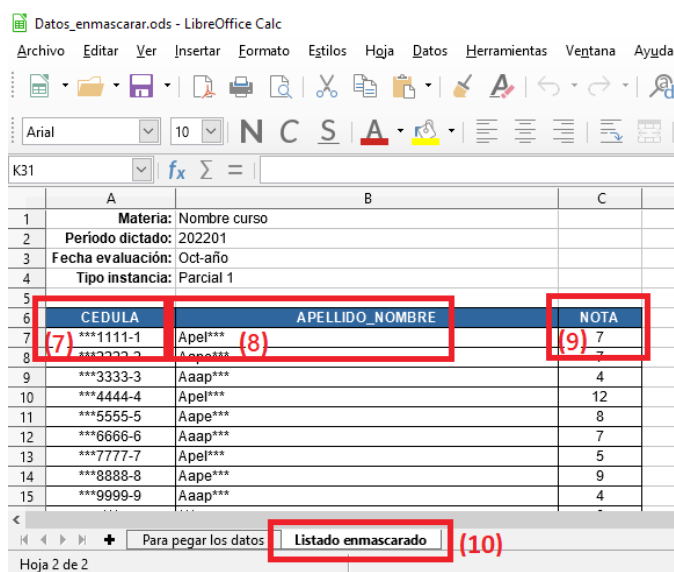 Datos_enmascarar.ods - LibreOffice Calc
Archivo Editar Ver Insertar Formato Estilos Hoja Datos Herramientas Ventana Ayuda
Arial 10 N C S A
K31 fx Σ =
A B C
1 Materia: Nombre curso
2 Período dictado: 202201
3 Fecha evaluación: Oct-año
4 Tipo instancia: Parcial 1
5
6 CEDULA APELLIDO_NOMBRE NOTA
7 (7) ***1111-1 Apel*** (8) (9) 7
8 ***2222-2 Aape*** 7
9 ***3333-3 Aaap*** 4
10 ***4444-4 Apel*** 12
11 ***5555-5 Aape*** 8
12 ***6666-6 Aaap*** 7
13 ***7777-7 Apel*** 5
14 ***8888-8 Aape*** 9
15 ***9999-9 Aaap*** 4
Para pegar los datos Listado enmascarado (10)
Hoja 2 de 2